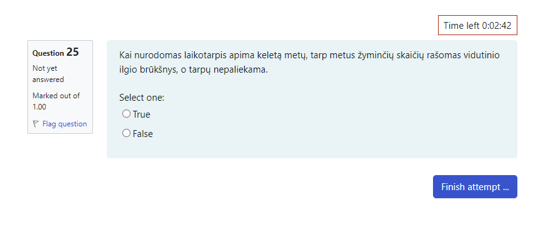 Time left 0:02:42
Question 25
Not yet
answered
Marked out of
1.00
Flag question
Kai nurodomas laikotarpis apima keletą metų, tarp metus žyminčių skaičių rašomas vidutinio
ilgio brūkšnys, o tarpų nepaliekama.
Select one:
True
False
Finish attempt ...